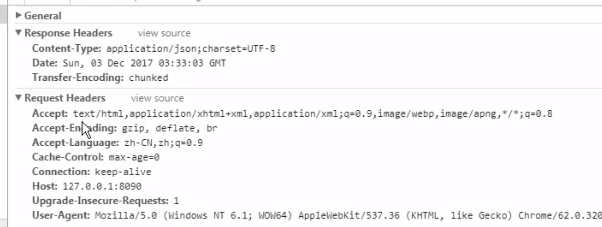 General
Response Headers view source
Content-Type: application/json;charset=UTF-8
Date: Sun, 03 Dec 2017 03:33:03 GMT
Transfer-Encoding: chunked
Request Headers view source
Accept: text/html,application/xhtml+xml,application/xml;q=0.9,image/webp,image/apng,*/*;q=0.8
Accept-Encoding: gzip, deflate, br
Accept-Language: zh-CN,zh;q=0.9
Cache-Control: max-age=0
Connection: keep-alive
Host: 127.0.0.1:8090
Upgrade-Insecure-Requests: 1
User-Agent: Mozilla/5.0 (Windows NT 6.1; WOW64) AppleWebKit/537.36 (KHTML, like Gecko) Chrome/62.0.320